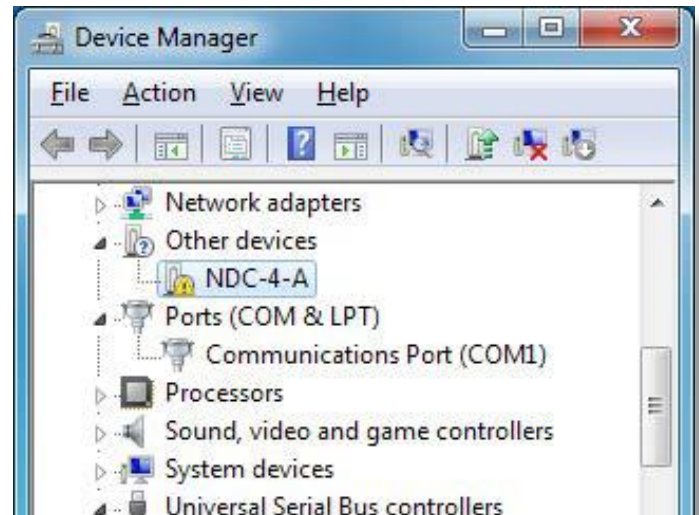 Device Manager
File Action View Help
Network adapters
Other devices
NDC-4-A
Ports (COM & LPT)
Communications Port (COM1)
Processors
Sound, video and game controllers
System devices
Universal Serial Bus controllers